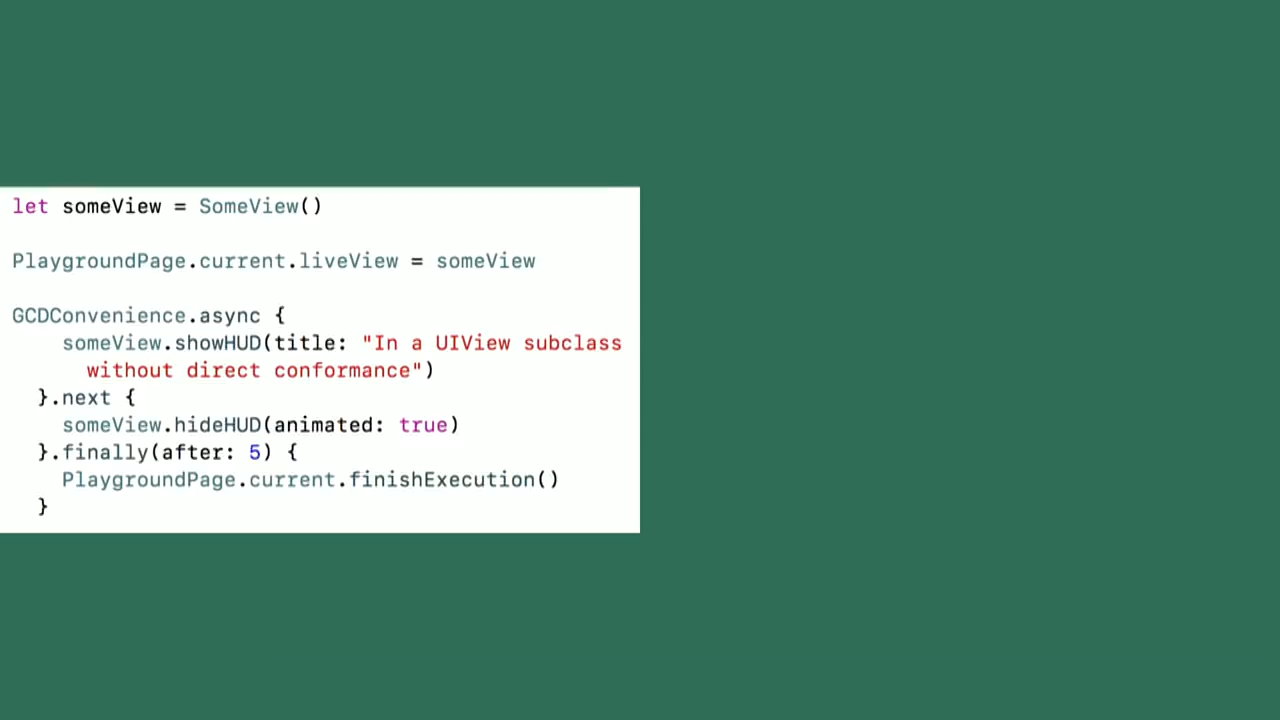 let someView = SomeView()
PlaygroundPage.current.liveView = someView
GCDConvenience.async {
someView.showHUD(title: "In a UIView subclass
without direct conformance")
}.next {
someView.hideHUD(animated: true)
}.finally(after: 5) {
PlaygroundPage.current.finishExecution()
}